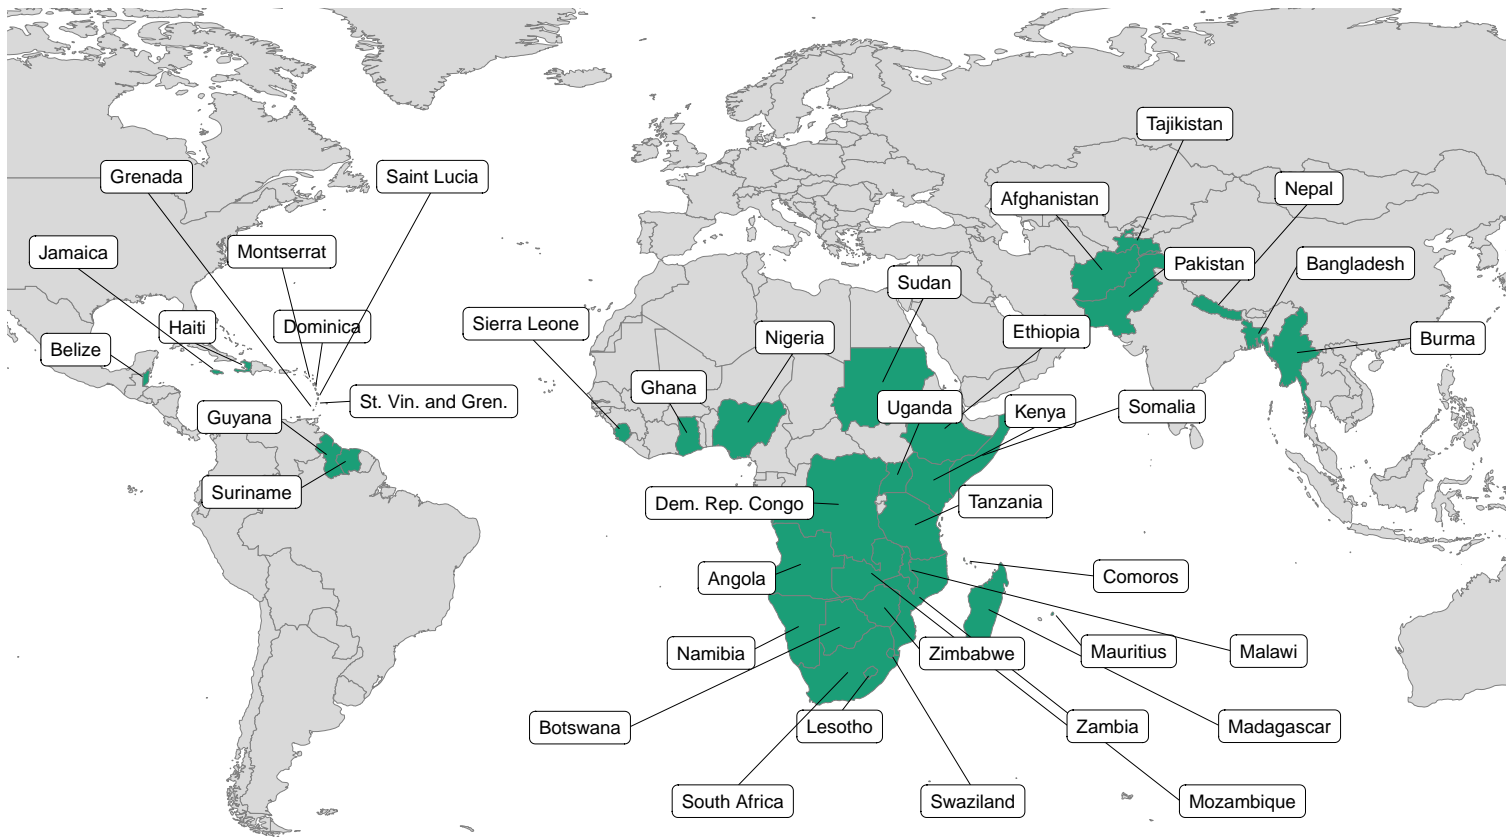 Tajikistan
Grenada
Saint Lucia
Nepal
Afghanistan
Jamaica
Montserrat
Pakistan
Bangladesh
Sudan
Haiti
Dominica
Sierra Leone
Nigeria
Ethiopia
Belize
Burma
Ghana
St. Vin. and Gren.
Uganda
Kenya
Somalia
Guyana
Suriname
Dem. Rep. Congo
Tanzania
Angola
Comoros
Namibia
Zimbabwe
Mauritius
Malawi
Botswana
Lesotho
Zambia
Madagascar
South Africa
Swaziland
Mozambique